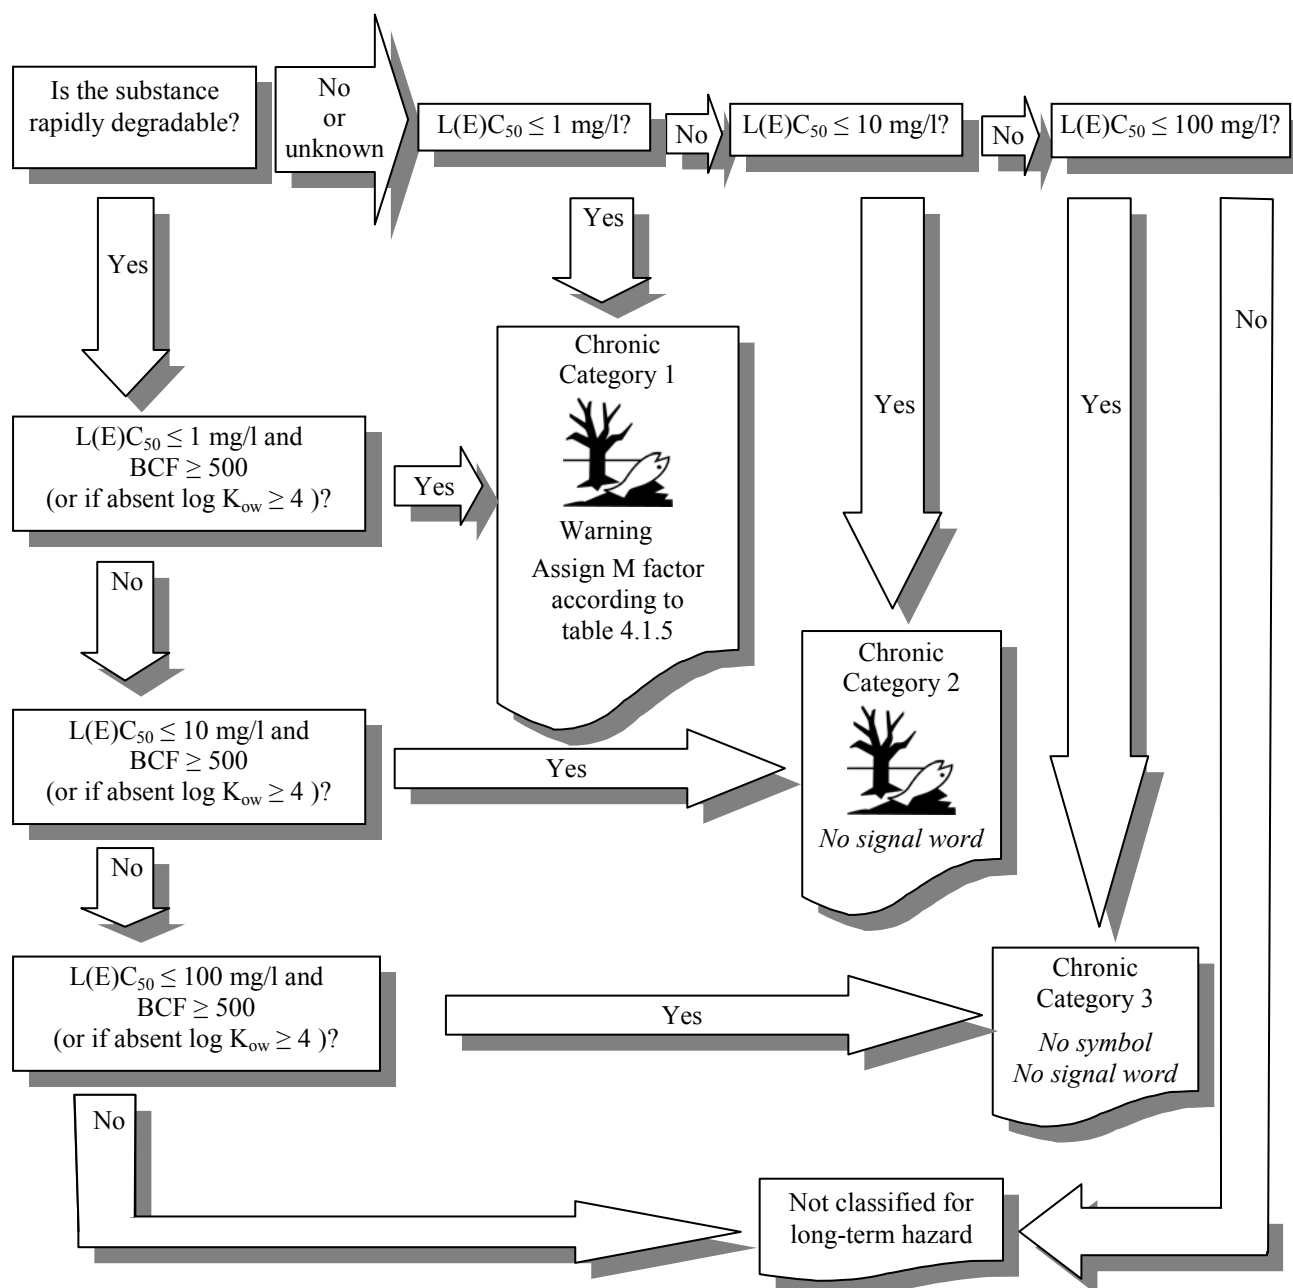 Is the substance
rapidly degradable?
No
or
unknown
L(E)C₅₀ ≤ 1 mg/l?
No
L(E)C₅₀ ≤ 10 mg/l?
No
L(E)C₅₀ ≤ 100 mg/l?
Yes
Yes
Yes
Yes
No
Chronic
Category 1
Warning
Assign M factor
according to
table 4.1.5
L(E)C₅₀ ≤ 1 mg/l and
BCF ≥ 500
(or if absent log Kₒw ≥ 4 )?
Yes
No
Chronic
Category 2
No signal word
L(E)C₅₀ ≤ 10 mg/l and
BCF ≥ 500
(or if absent log Kₒw ≥ 4 )?
Yes
No
L(E)C₅₀ ≤ 100 mg/l and
BCF ≥ 500
(or if absent log Kₒw ≥ 4 )?
Yes
Chronic
Category 3
No symbol
No signal word
No
Not classified for
long-term hazard